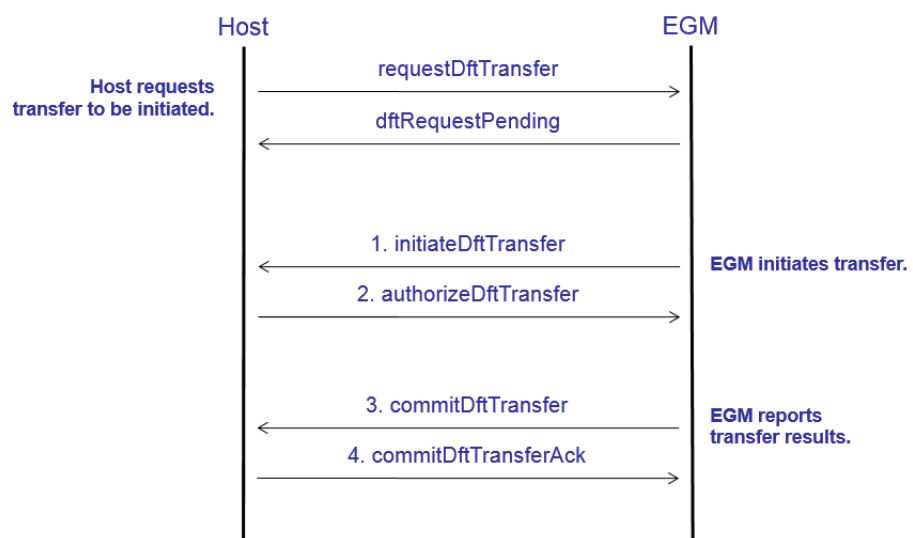 Host
EGM
requestDftTransfer
Host requests
transfer to be initiated.
dftRequestPending
1. initiateDftTransfer
EGM initiates transfer.
2. authorizeDftTransfer
3. commitDftTransfer
EGM reports
transfer results.
4. commitDftTransferAck